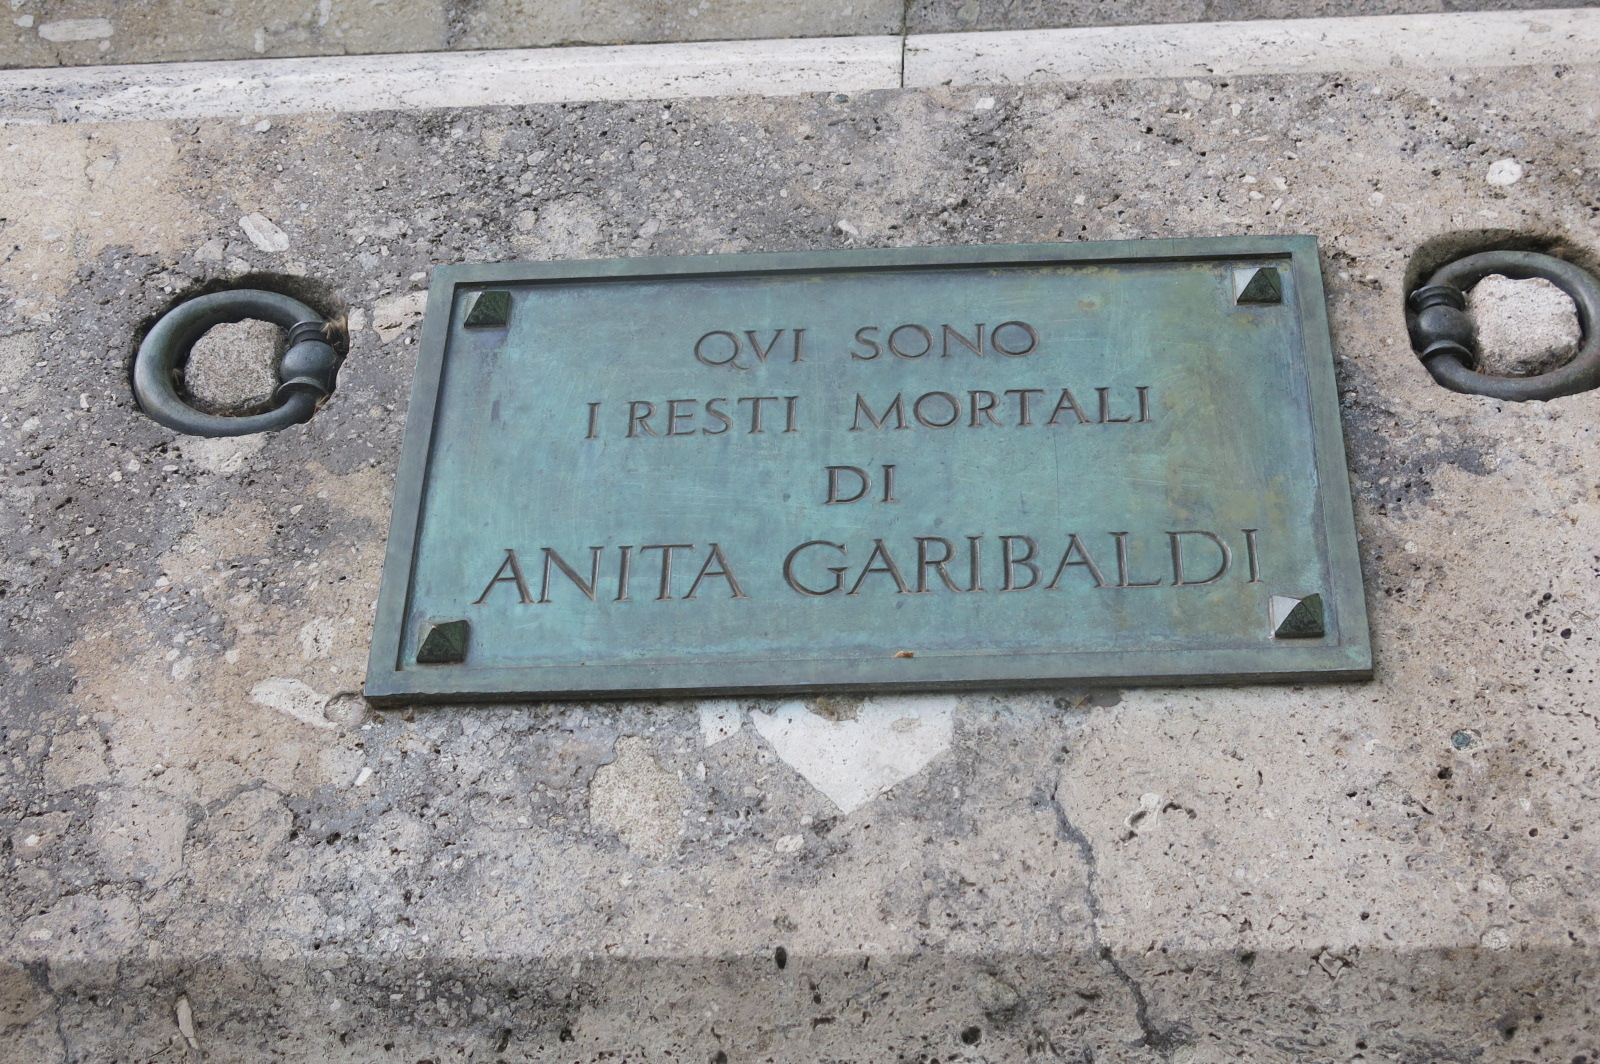 QVI SONO
I RESTI MORTALI
DI
ANITA GARIBALDI